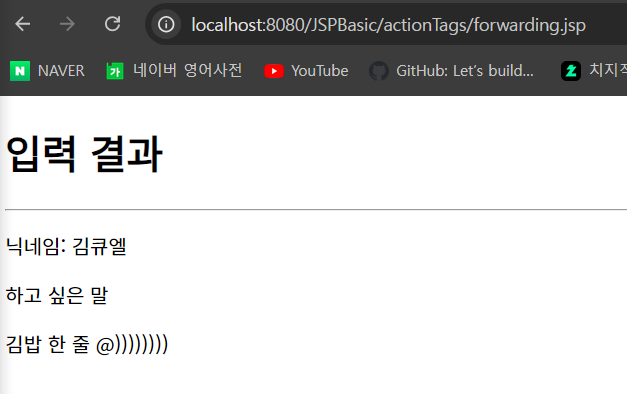 localhost:8080/JSPBasic/actionTags/forwarding.jsp
N NAVER 가 네이버 영어사전 YouTube GitHub: Let's build... Z 치지직
입력 결과
닉네임: 김큐엘
하고 싶은 말
김밥 한 줄 @))))))))